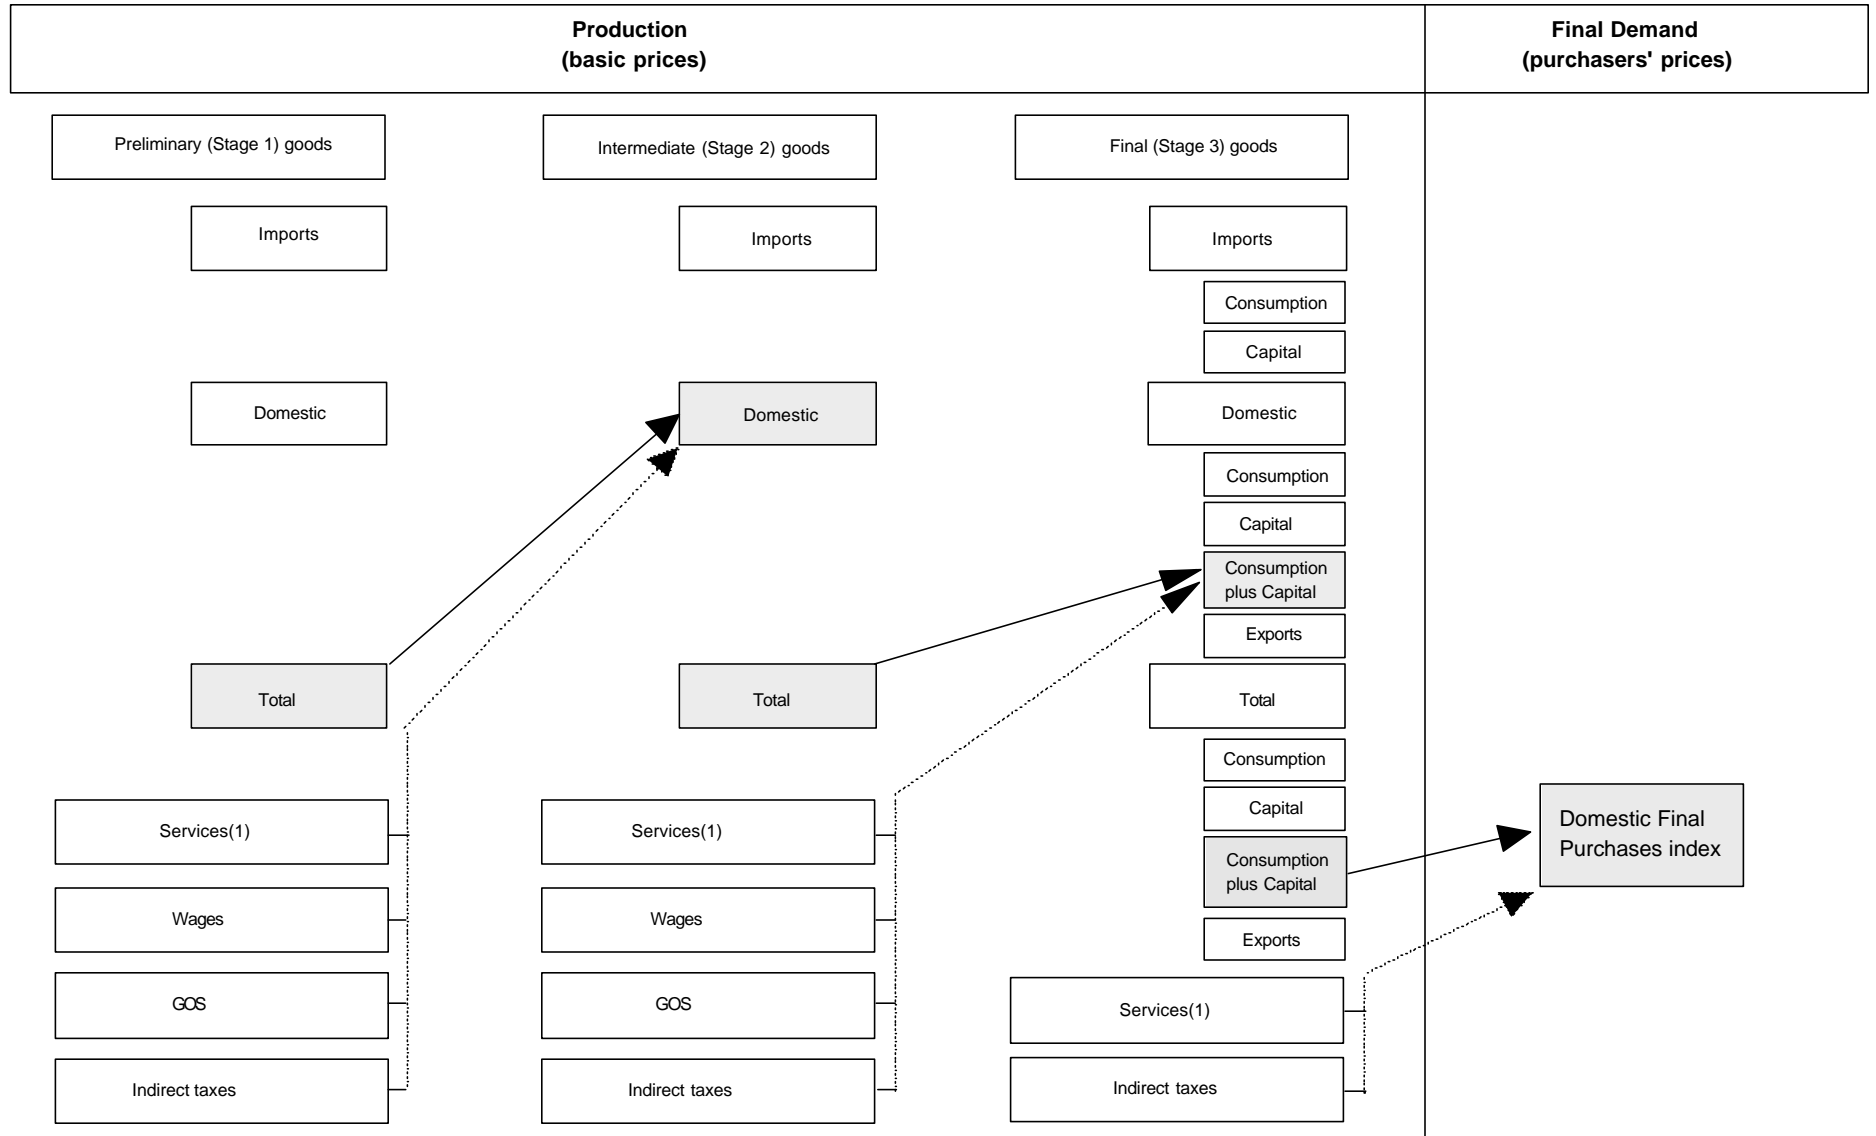 Production
(basic prices)
Final Demand
(purchasers' prices)
Preliminary (Stage 1) goods
Intermediate (Stage 2) goods
Final (Stage 3) goods
Imports
Imports
Imports
Consumption
Capital
Domestic
Domestic
Domestic
Consumption
Capital
Consumption
plus Capital
Exports
Total
Total
Total
Consumption
Capital
Consumption
plus Capital
Exports
Domestic Final
Purchases index
Services(1)
Services(1)
Wages
Wages
GOS
GOS
Services(1)
Indirect taxes
Indirect taxes
Indirect taxes